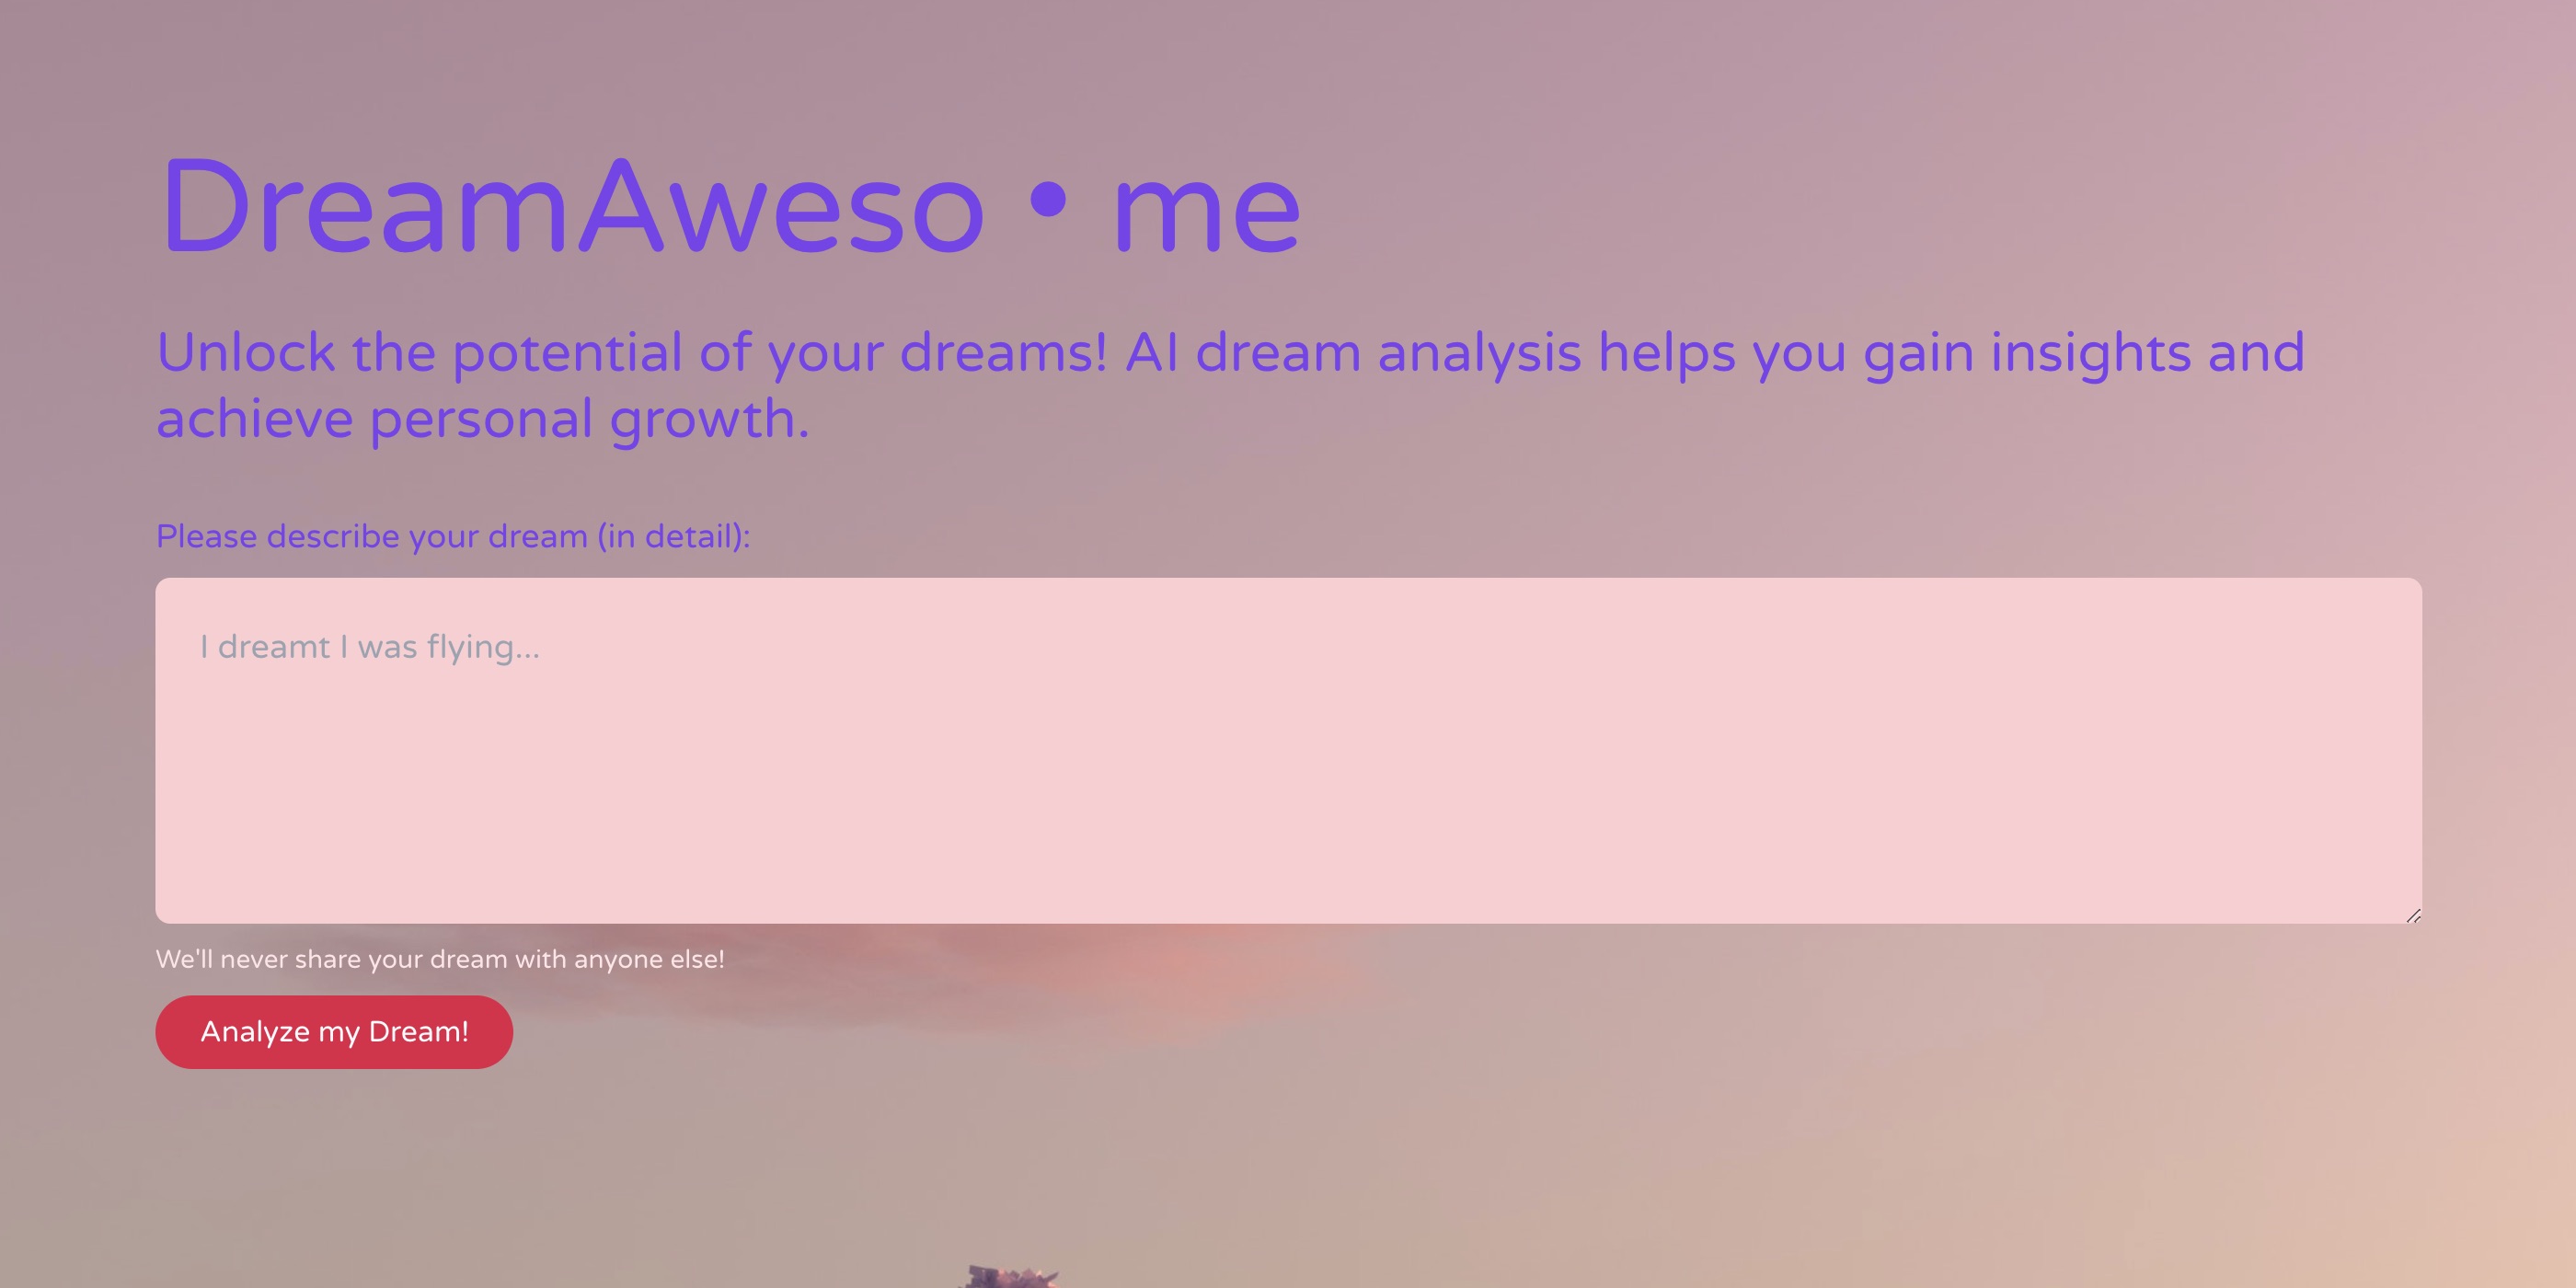 DreamAweso • me
Unlock the potential of your dreams! AI dream analysis helps you gain insights and
achieve personal growth.
Please describe your dream (in detail):
I dreamt I was flying...
We'll never share your dream with anyone else!
Analyze my Dream!